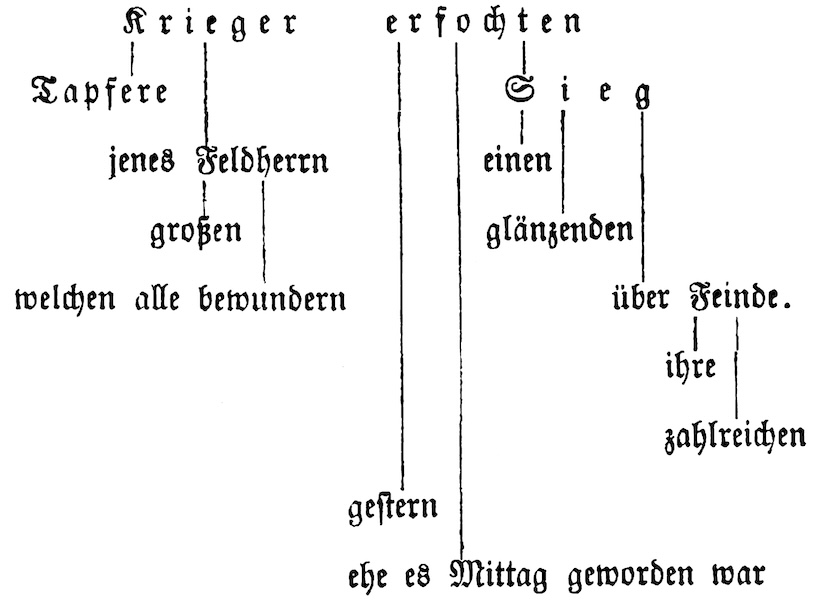 Krieger erfochten
Tapfere Sieg
jenes Feldherrn einen
großen glänzenden
welchen alle bewundern über Feinde.
ihre
zahlreichen
gestern
ehe es Mittag geworden war